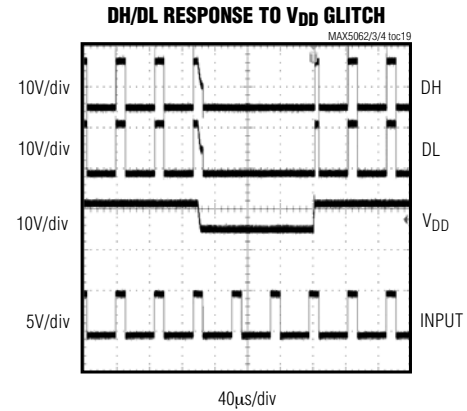 DH/DL RESPONSE TO VDD GLITCH
MAX5062/3/4 toc19
10V/div
DH
10V/div
DL
10V/div
VDD
5V/div
INPUT
40µs/div